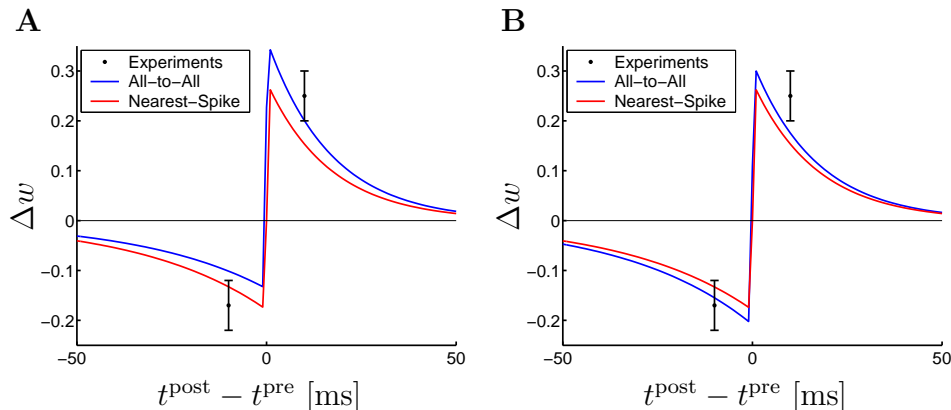 A
Experiments
All-to-All
Nearest-Spike
0.3
0.2
0.1
0
−0.1
−0.2
Δw
−50
0
50
t^post − t^pre [ms]
B
Experiments
All-to-All
Nearest-Spike
0.3
0.2
0.1
0
−0.1
−0.2
Δw
−50
0
50
t^post − t^pre [ms]